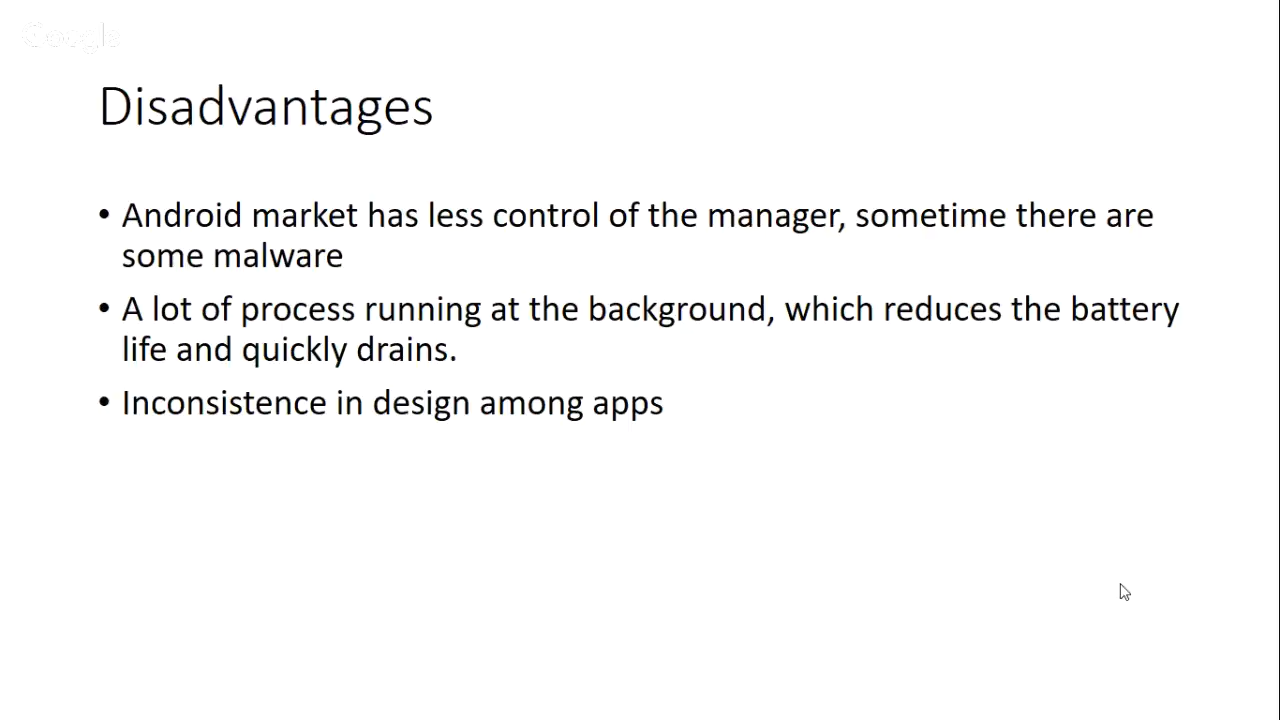 Google
Disadvantages
• Android market has less control of the manager, sometime there are
some malware
• A lot of process running at the background, which reduces the battery
life and quickly drains.
• Inconsistence in design among apps